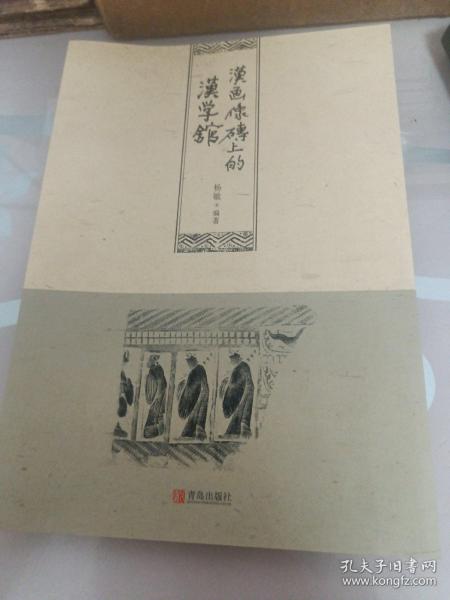 漢画像磚上的
漢学館
杨敏 编著
青岛出版社
孔夫子旧书网
www.kongfz.com